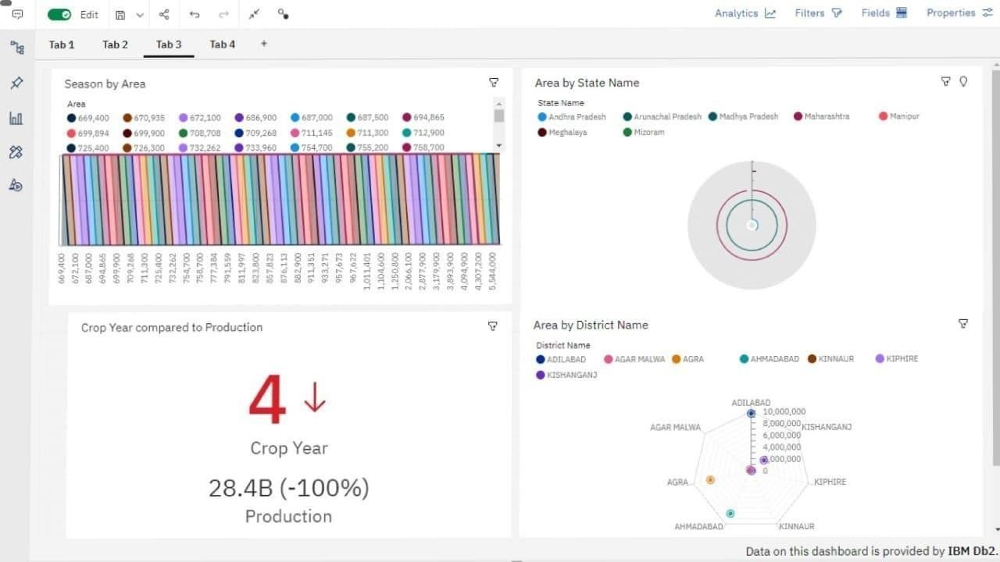 Edit
Analytics
Filters
Fields
Properties
Tab 1
Tab 2
Tab 3
Tab 4
+
Season by Area
Area
669,400 670,935 672,100 686,900 687,000 687,500 694,865
699,894 699,900 708,708 709,268 711,145 711,300 712,900
725,400 726,300 732,262 733,960 754,700 755,200 758,700
669,400
672,100
687,000
694,865
699,900
709,268
711,300
725,400
732,262
754,700
758,700
777,384
791,559
811,997
823,800
857,823
876,113
882,900
911,351
933,271
957,673
967,622
1,011,401
1,104,600
1,250,800
2,066,100
2,877,900
3,179,900
3,893,900
4,094,900
4,307,200
5,544,000
Area by State Name
State Name
Andhra Pradesh Arunachal Pradesh Madhya Pradesh Maharashtra Manipur
Meghalaya Mizoram
Crop Year compared to Production
4
Crop Year
28.4B (-100%)
Production
Area by District Name
District Name
ADILABAD AGAR MALWA AGRA AHMADABAD KINNAUR KIPHIRE
KISHANGANJ
ADILABAD
10,000,000
8,000,000
6,000,000
4,000,000
0
KISHANGANJ
AGAR MALWA
AGRA
KIPHIRE
AHMADABAD
KINNAUR
Data on this dashboard is provided by IBM Db2.